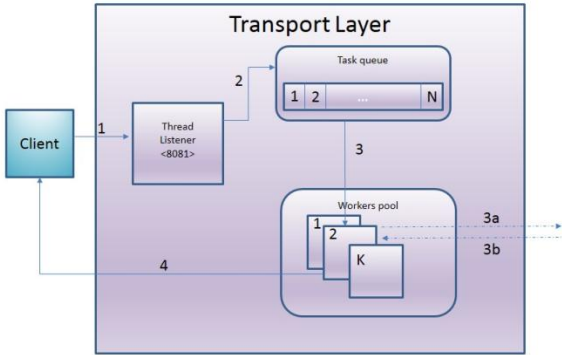 Transport Layer
Task queue
1 2 ... N
2
Client
1
Thread
Listener
<8081>
3
Workers pool
1
2
K
3a
3b
4